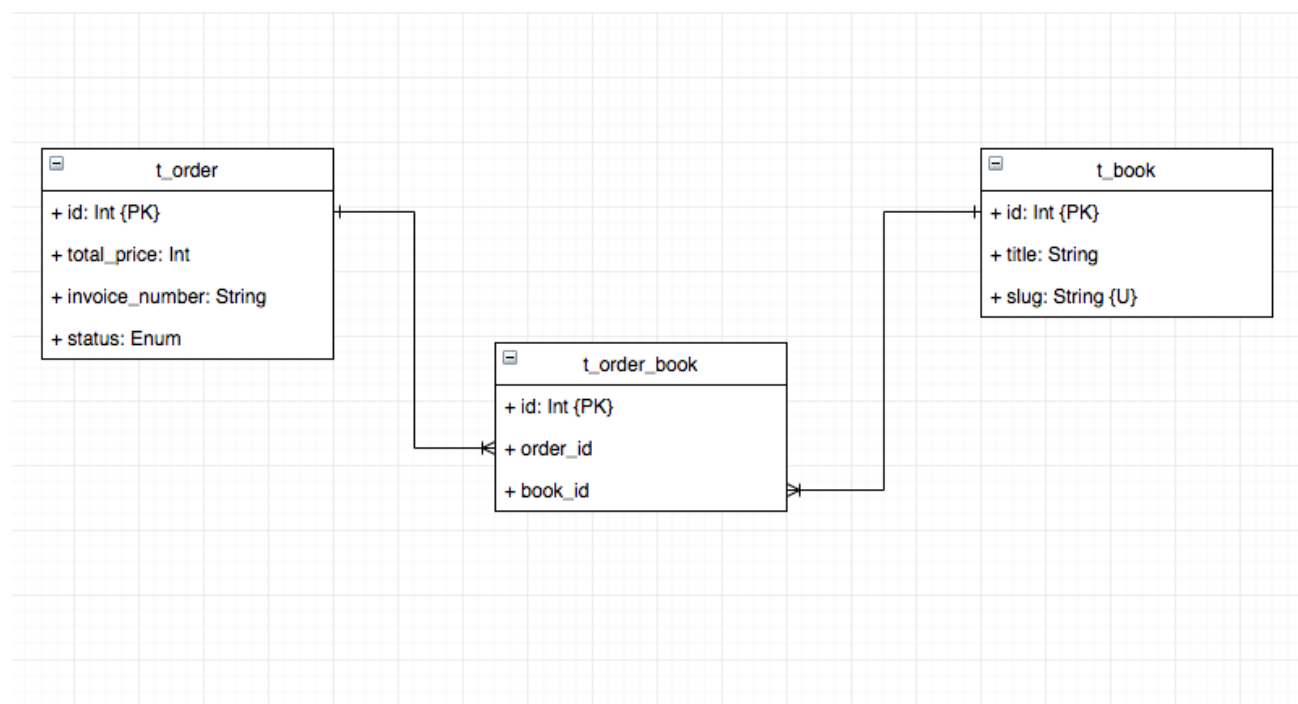 t_order
+ id: Int {PK}
+ total_price: Int
+ invoice_number: String
+ status: Enum
t_book
+ id: Int {PK}
+ title: String
+ slug: String {U}
t_order_book
+ id: Int {PK}
+ order_id
+ book_id